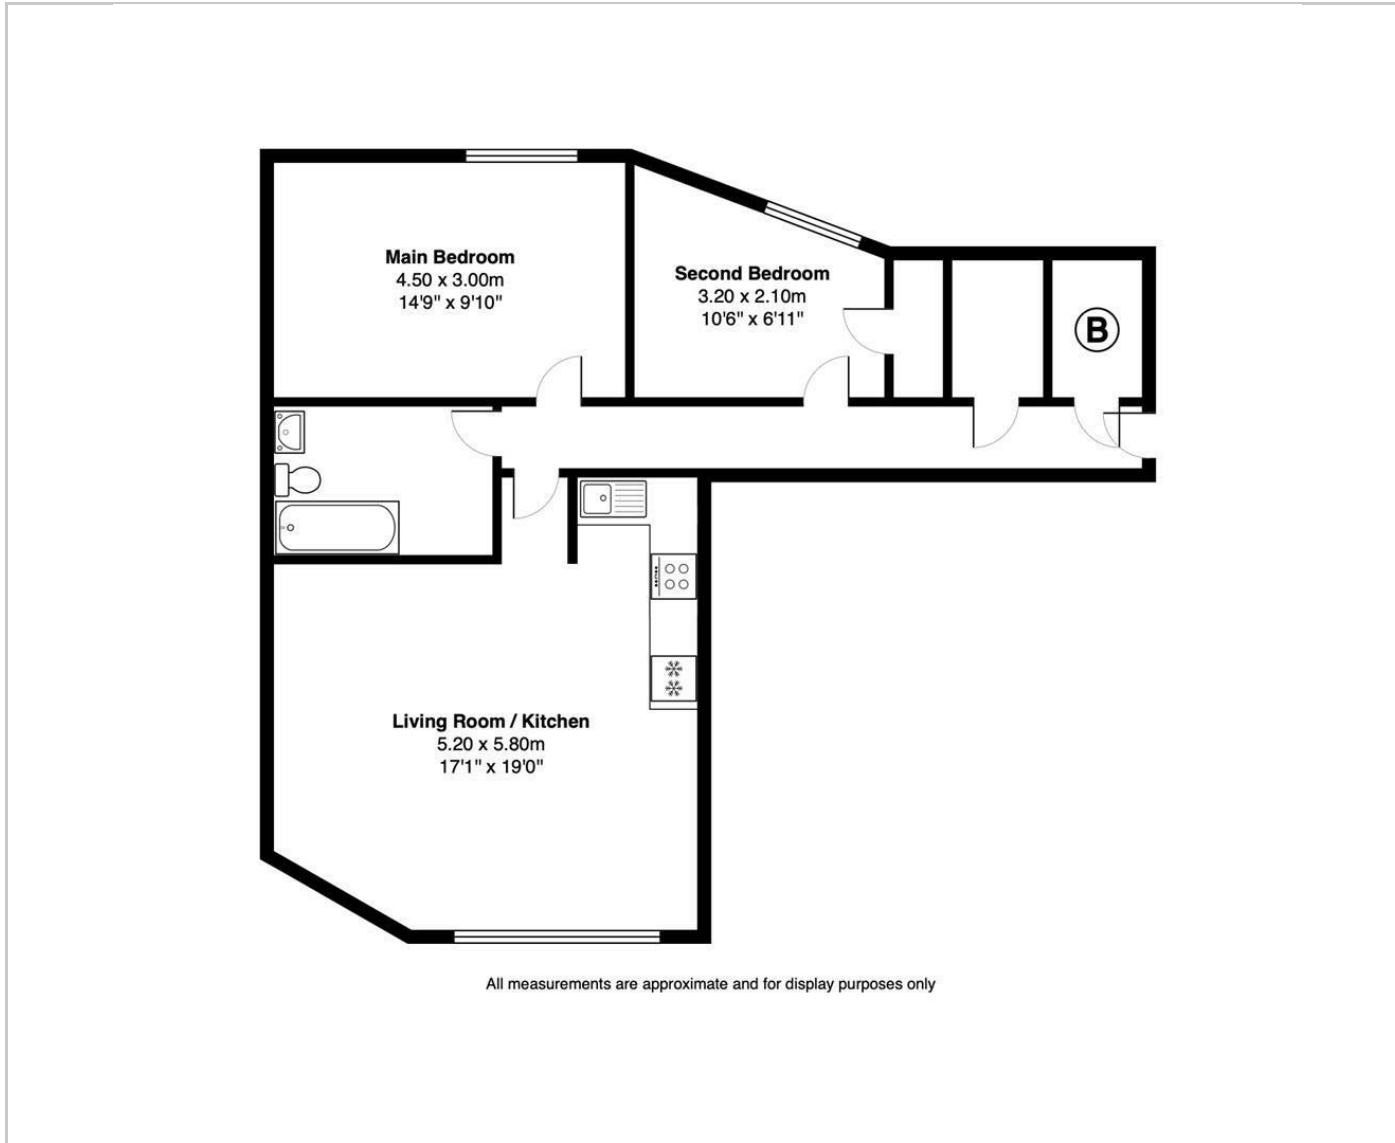 Main Bedroom
4.50 x 3.00m
14'9" x 9'10"
Second Bedroom
3.20 x 2.10m
10'6" x 6'11"
B
Living Room / Kitchen
5.20 x 5.80m
17'1" x 19'0"
All measurements are approximate and for display purposes only